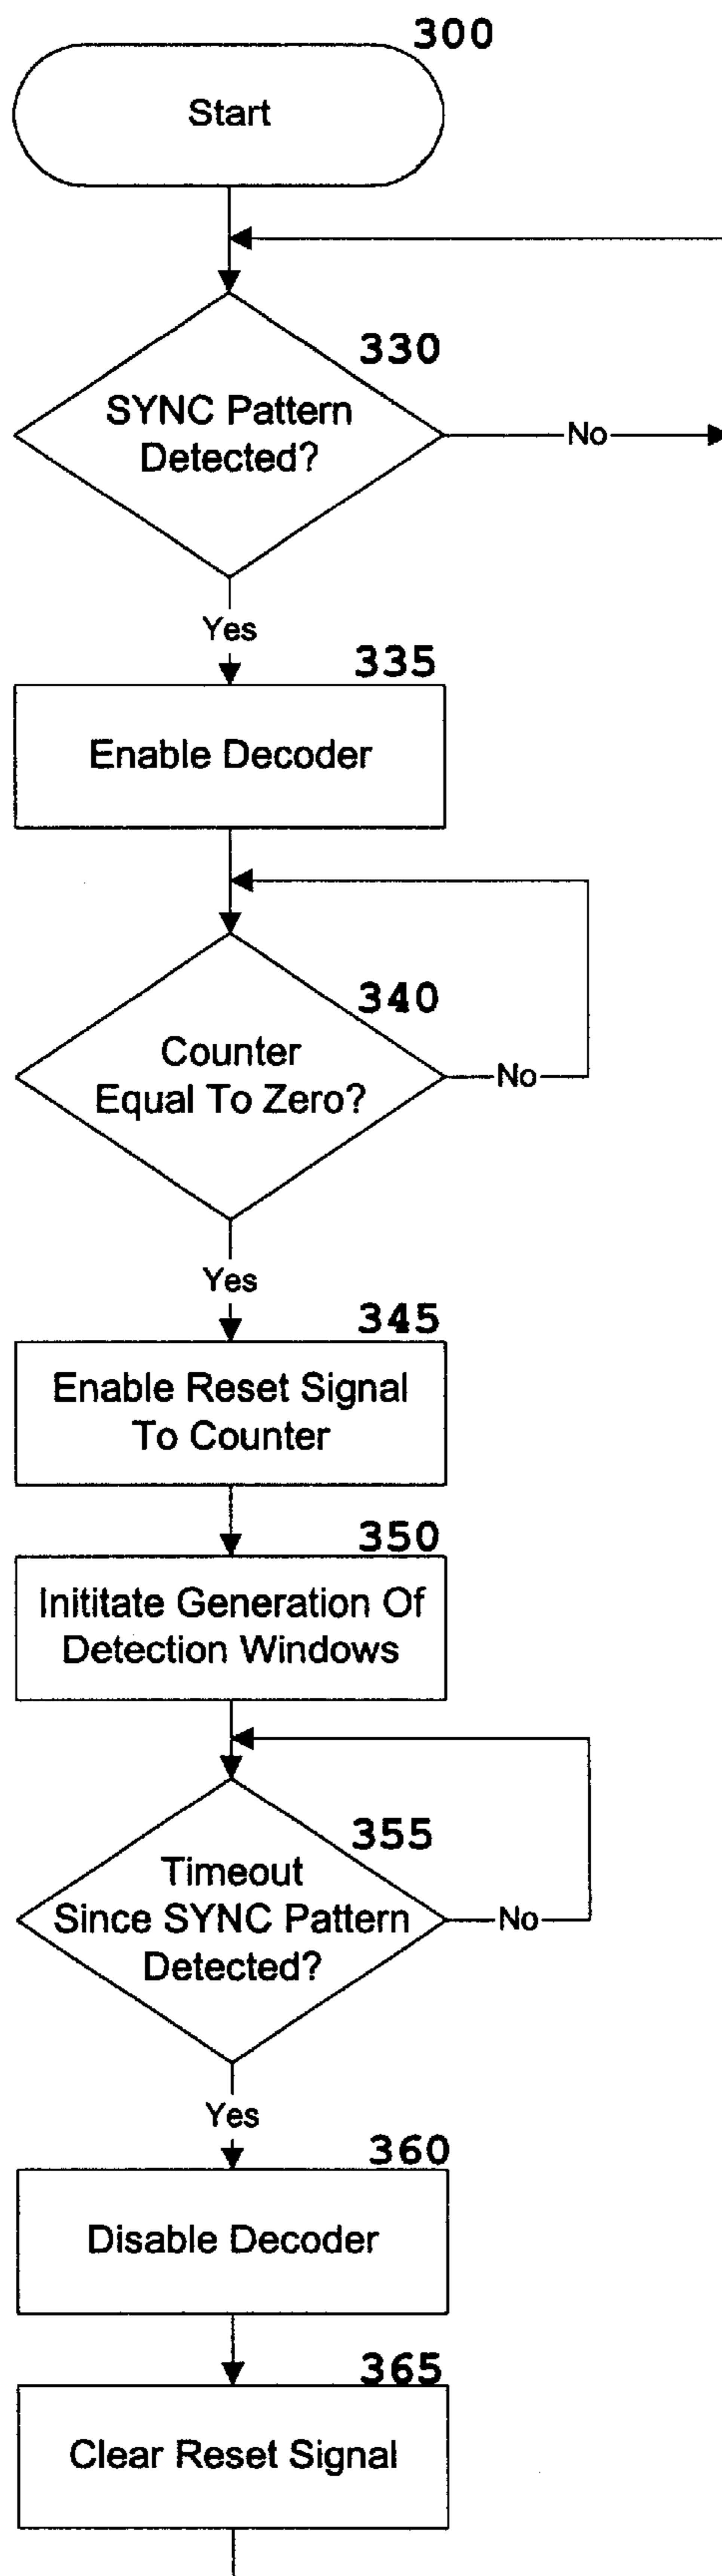 300
Start
330
SYNC Pattern
Detected?
No
Yes
335
Enable Decoder
340
Counter
Equal To Zero?
No
Yes
345
Enable Reset Signal
To Counter
350
Inititate Generation Of
Detection Windows
355
Timeout
Since SYNC Pattern
Detected?
No
Yes
360
Disable Decoder
365
Clear Reset Signal